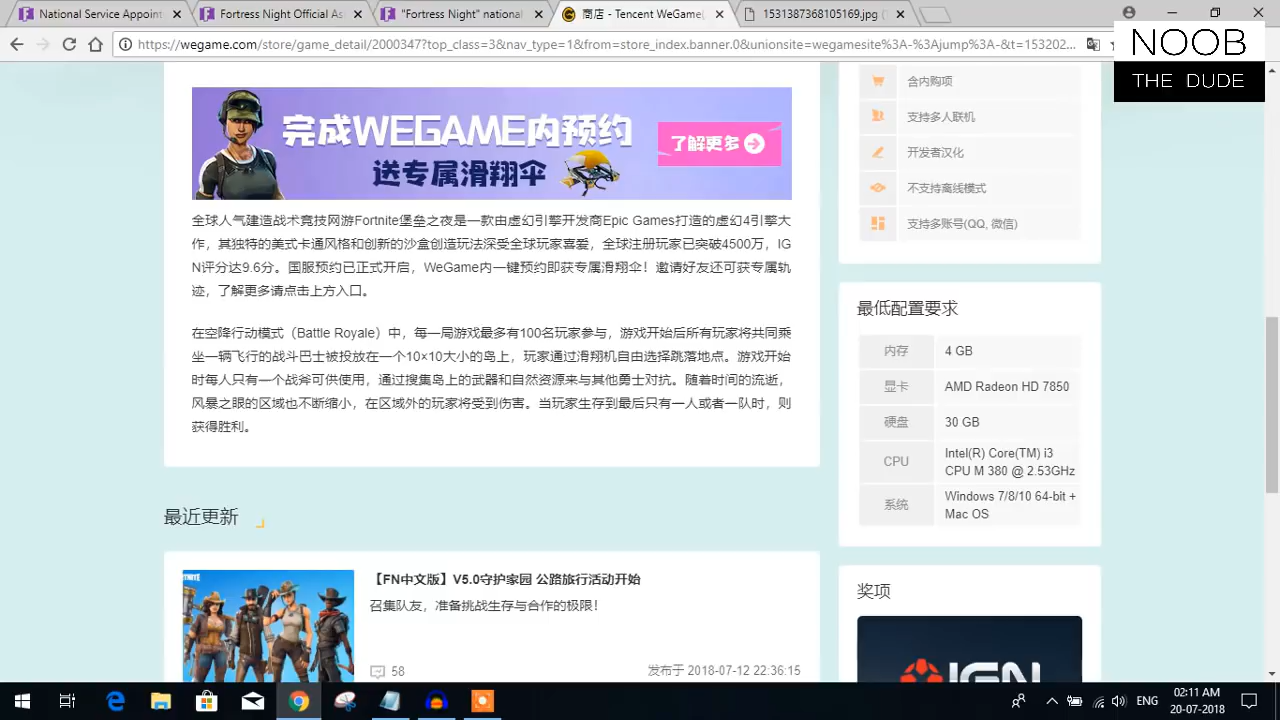 National Service Appointment
Fortress Night Official As
"Fortress Night" national
商店 - Tencent WeGame
1531387368105169.jpg (
https://wegame.com/store/game_detail/2000347?top_class=3&nav_type=1&from=store_index.banner.0&unionsite=wegamesite%3A-%3Ajump%3A-&t=153202...
NOOB
THE DUDE
完成WEGAME内预约
送专属滑翔伞
了解更多
全球人气建造战术竞技网游Fortnite堡垒之夜是一款由虚幻引擎开发商Epic Games打造的虚幻4引擎大
作，其独特的美式卡通风格和创新的沙盒创造玩法深受全球玩家喜爱，全球注册玩家已突破4500万，IG
N评分达9.6分。国服预约已正式开启，WeGame内一键预约即获专属滑翔伞！邀请好友还可获专属轨
迹，了解更多请点击上方入口。
在空降行动模式（Battle Royale）中，每一局游戏最多有100名玩家参与，游戏开始后所有玩家将共同乘
坐一辆飞行的战斗巴士被投放在一个10×10大小的岛上，玩家通过滑翔机自由选择跳落地点。游戏开始
时每人只有一个战斧可供使用，通过搜集岛上的武器和自然资源来与其他勇士对抗。随着时间的流逝，
风景之眼的区域也不断缩小，在区域外的玩家将受到伤害。当玩家生存到最后只有一人或者一队时，则
获得胜利。
含内购项
支持多人联机
开发者汉化
不支持离线模式
支持多账号(QQ, 微信)
最低配置要求
内存 4 GB
显卡 AMD Radeon HD 7850
硬盘 30 GB
CPU Intel(R) Core(TM) i3
CPU M 380 @ 2.53GHz
系统 Windows 7/8/10 64-bit +
Mac OS
最近更新
【FN中文版】V5.0守护家园 公路旅行活动开始
召集队友，准备挑战生存与合作的极限！
58
发布于 2018-07-12 22:36:15
奖项
IGN
ENG
02:11 AM
20-07-2018